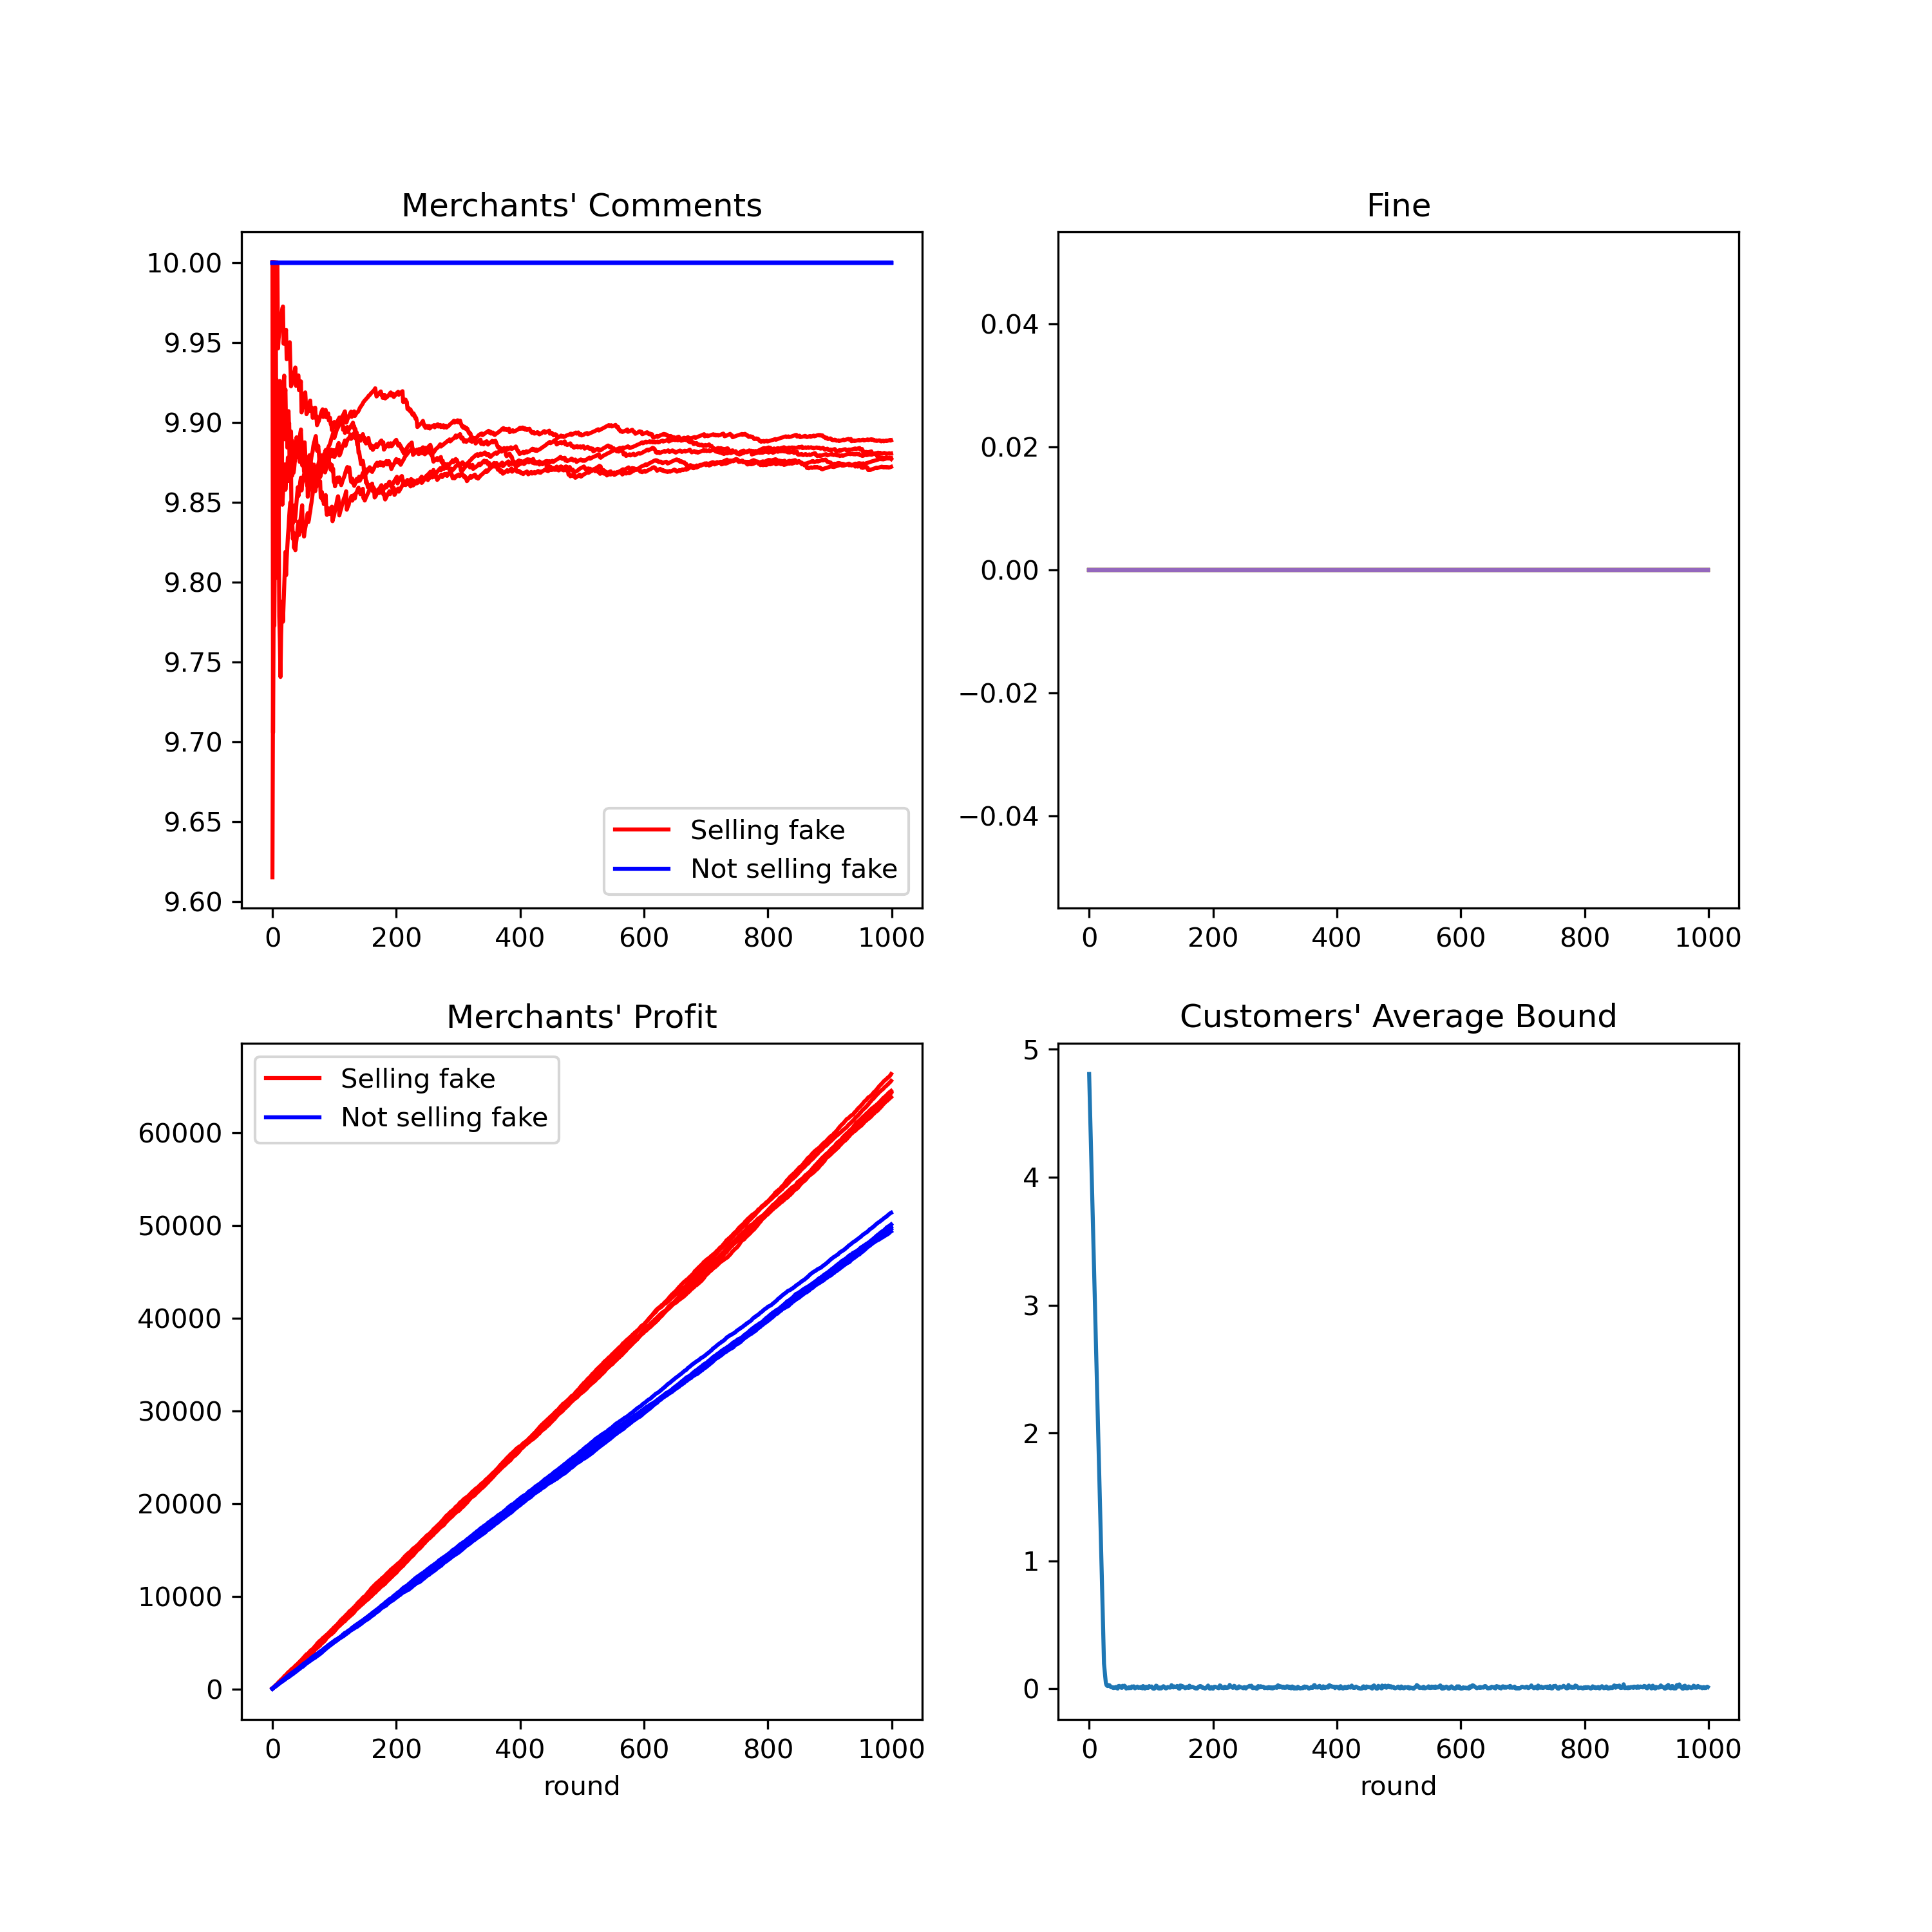 Merchants' Comments
10.00
9.95
9.90
9.85
9.80
9.75
9.70
9.65
9.60
Selling fake
Not selling fake
0 200 400 600 800 1000
Fine
0.04
0.02
0.00
−0.02
−0.04
0 200 400 600 800 1000
Merchants' Profit
Selling fake
Not selling fake
60000
50000
40000
30000
20000
10000
0
0 200 400 600 800 1000
round
Customers' Average Bound
5
4
3
2
1
0
0 200 400 600 800 1000
round